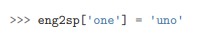 >>> eng2sp['one'] = 'uno'